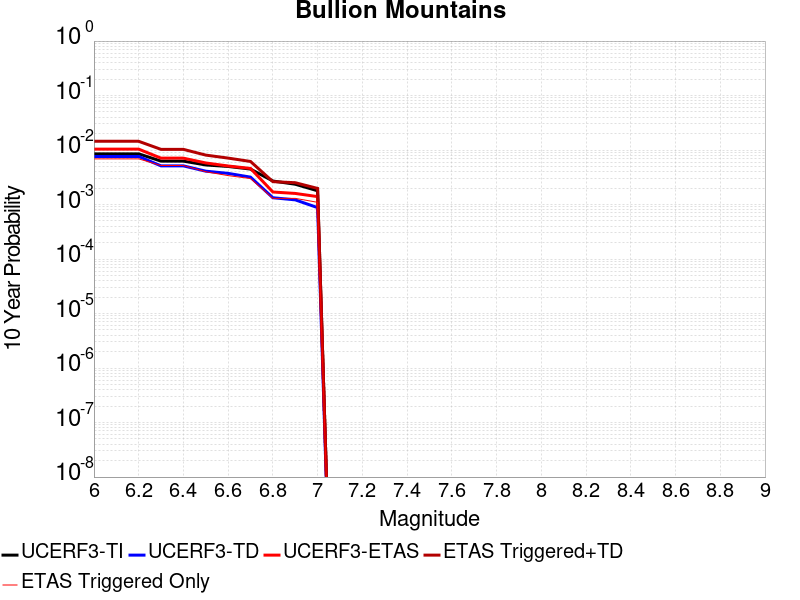 Bullion Mountains
10 Year Probability
10^0
10^-1
10^-2
10^-3
10^-4
10^-5
10^-6
10^-7
10^-8
6 6.2 6.4 6.6 6.8 7 7.2 7.4 7.6 7.8 8 8.2 8.4 8.6 8.8 9
Magnitude
UCERF3-TI UCERF3-TD UCERF3-ETAS ETAS Triggered+TD
ETAS Triggered Only